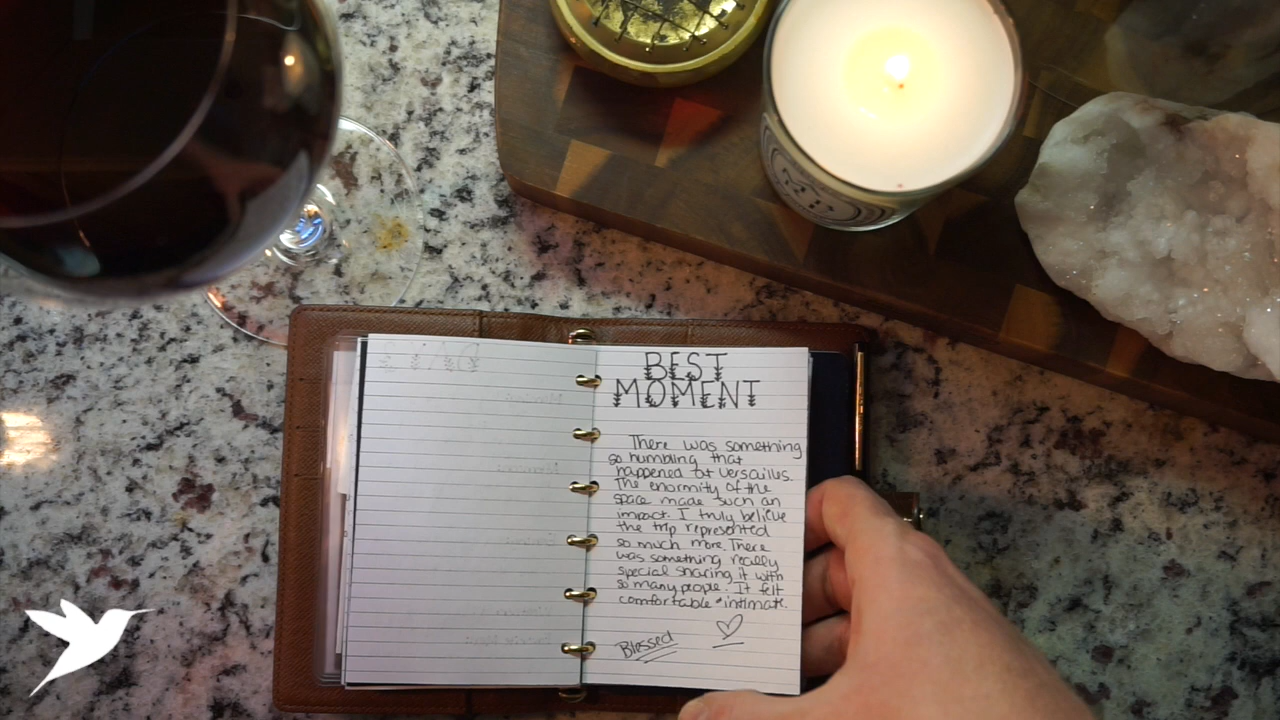 BEST
MOMENT
There was something
so humbling that
happened at Versailles.
The enormity of the
space made such an
impact. I truly believe
the trip represented
so much more. There
was something really
special sharing it with
so many people. It felt
comfortable & intimate.
Blessed